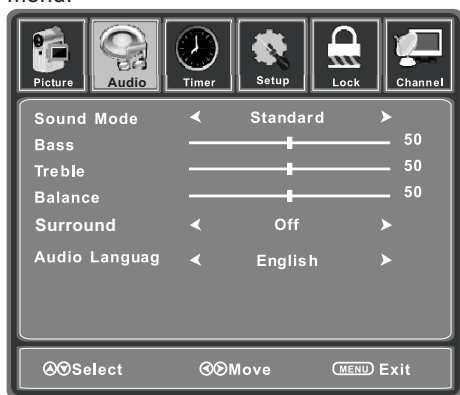 menu.
Picture Audio Timer Setup Lock Channel
Sound Mode Standard
Bass 50
Treble 50
Balance 50
Surround Off
Audio Languag English
Select Move MENU Exit